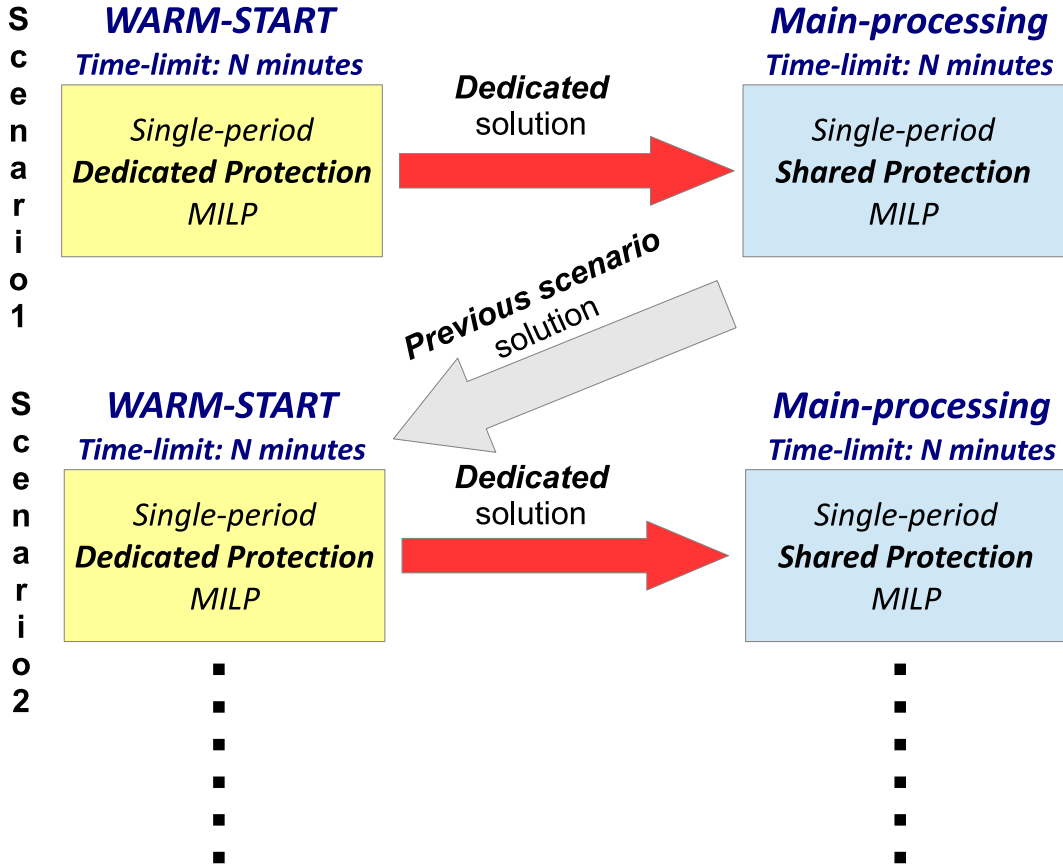 Scenario1
WARM-START
Time-limit: N minutes
Single-period
Dedicated Protection
MILP
Dedicated
solution
Main-processing
Time-limit: N minutes
Single-period
Shared Protection
MILP
Previous scenario
solution
Scenario2
WARM-START
Time-limit: N minutes
Single-period
Dedicated Protection
MILP
Dedicated
solution
Main-processing
Time-limit: N minutes
Single-period
Shared Protection
MILP